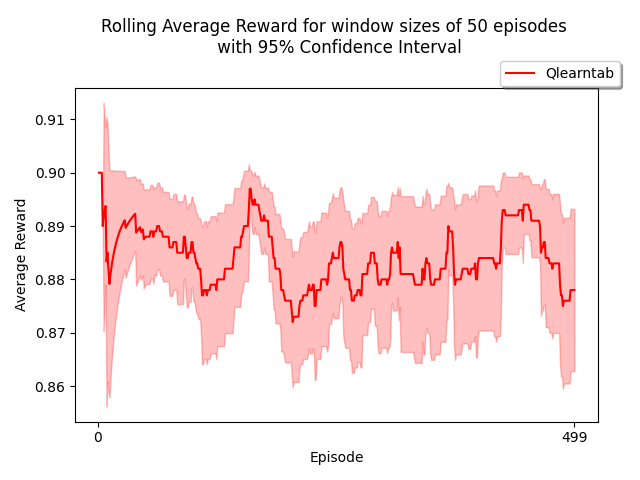 Rolling Average Reward for window sizes of 50 episodes
with 95% Confidence Interval
Qlearntab
0.91
0.90
0.89
0.88
0.87
0.86
Average Reward
0
499
Episode